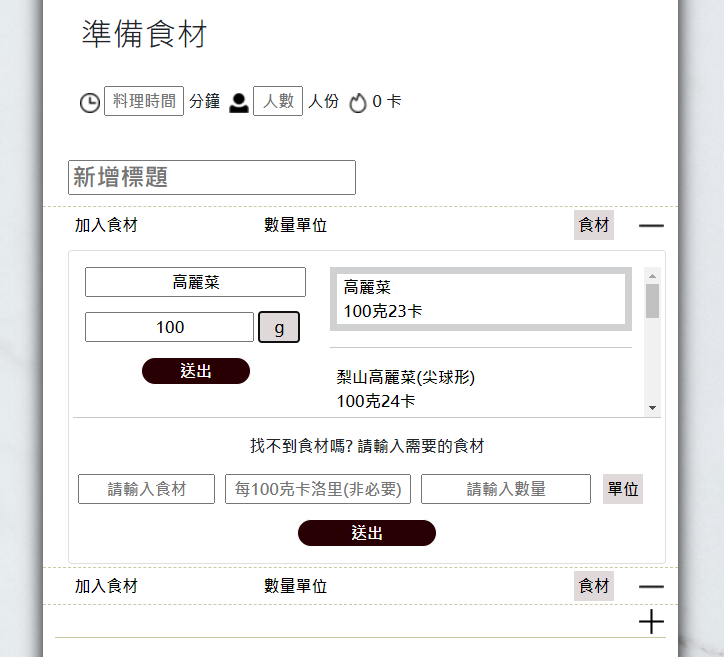 準備食材
料理時間 分鐘 人數 人份 0 卡
新增標題
加入食材 數量單位 食材
高麗菜
100 g
送出
高麗菜
100克23卡
梨山高麗菜(尖球形)
100克24卡
找不到食材嗎? 請輸入需要的食材
請輸入食材 每100克卡洛里(非必要) 請輸入數量 單位
送出
加入食材 數量單位 食材